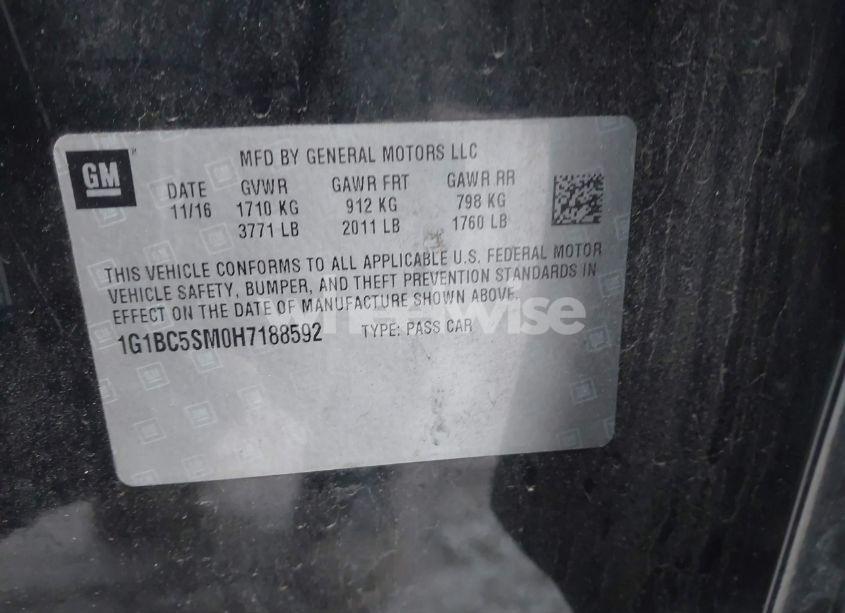 GM
MFD BY GENERAL MOTORS LLC
DATE GVWR GAWR FRT GAWR RR
11/16 1710 KG 912 KG 798 KG
3771 LB 2011 LB 1760 LB
THIS VEHICLE CONFORMS TO ALL APPLICABLE U.S. FEDERAL MOTOR
VEHICLE SAFETY, BUMPER, AND THEFT PREVENTION STANDARDS IN
EFFECT ON THE DATE OF MANUFACTURE SHOWN ABOVE.
1G1BC5SM0H7188592 TYPE: PASS CAR
wheelwise